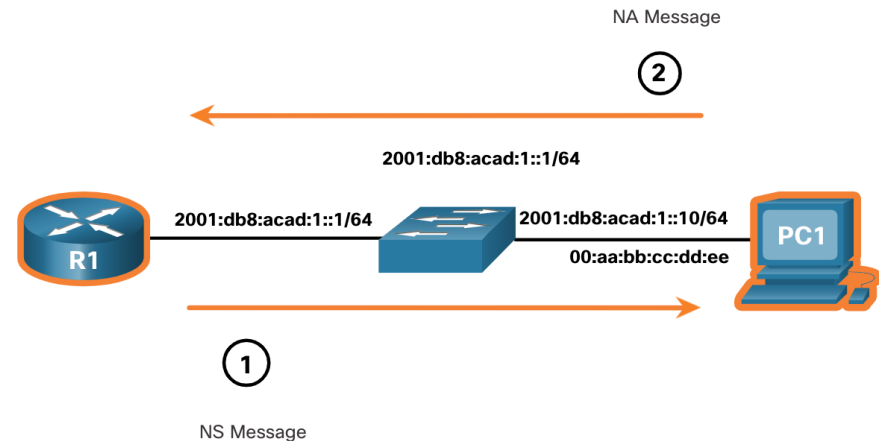 NA Message
2
2001:db8:acad:1::1/64
2001:db8:acad:1::1/64
2001:db8:acad:1::10/64
R1
PC1
00:aa:bb:cc:dd:ee
1
NS Message